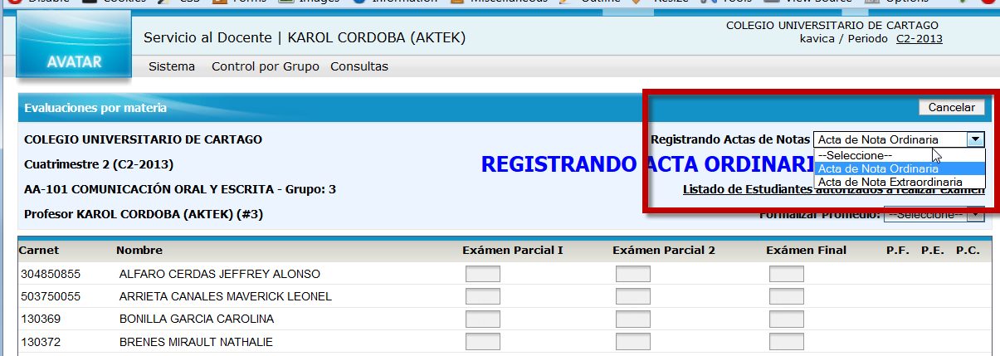 Disable Cookies CSS Forms Images Information Miscellaneous Outline Resize Tools View Source Options
COLEGIO UNIVERSITARIO DE CARTAGO
Servicio al Docente | KAROL CORDOBA (AKTEK)
kavica / Periodo C2-2013
AVATAR
Sistema Control por Grupo Consultas
Evaluaciones por materia
Cancelar
COLEGIO UNIVERSITARIO DE CARTAGO
Registrando Actas de Notas Acta de Nota Ordinaria
--Seleccione--
Acta de Nota Ordinaria
Acta de Nota Extraordinaria
Cuatrimestre 2 (C2-2013)
REGISTRANDO ACTA ORDINARI
AA-101 COMUNICACIÓN ORAL Y ESCRITA - Grupo: 3
Listado de Estudiantes autorizados a realizar examen
Profesor KAROL CORDOBA (AKTEK) (#3)
Formalizar Promedio: --Seleccione--
Carnet Nombre Exámen Parcial I Exámen Parcial 2 Exámen Final P.F. P.E. P.C.
304850855 ALFARO CERDAS JEFFREY ALONSO
503750055 ARRIETA CANALES MAVERICK LEONEL
130369 BONILLA GARCIA CAROLINA
130372 BRENES MIRAULT NATHALIE